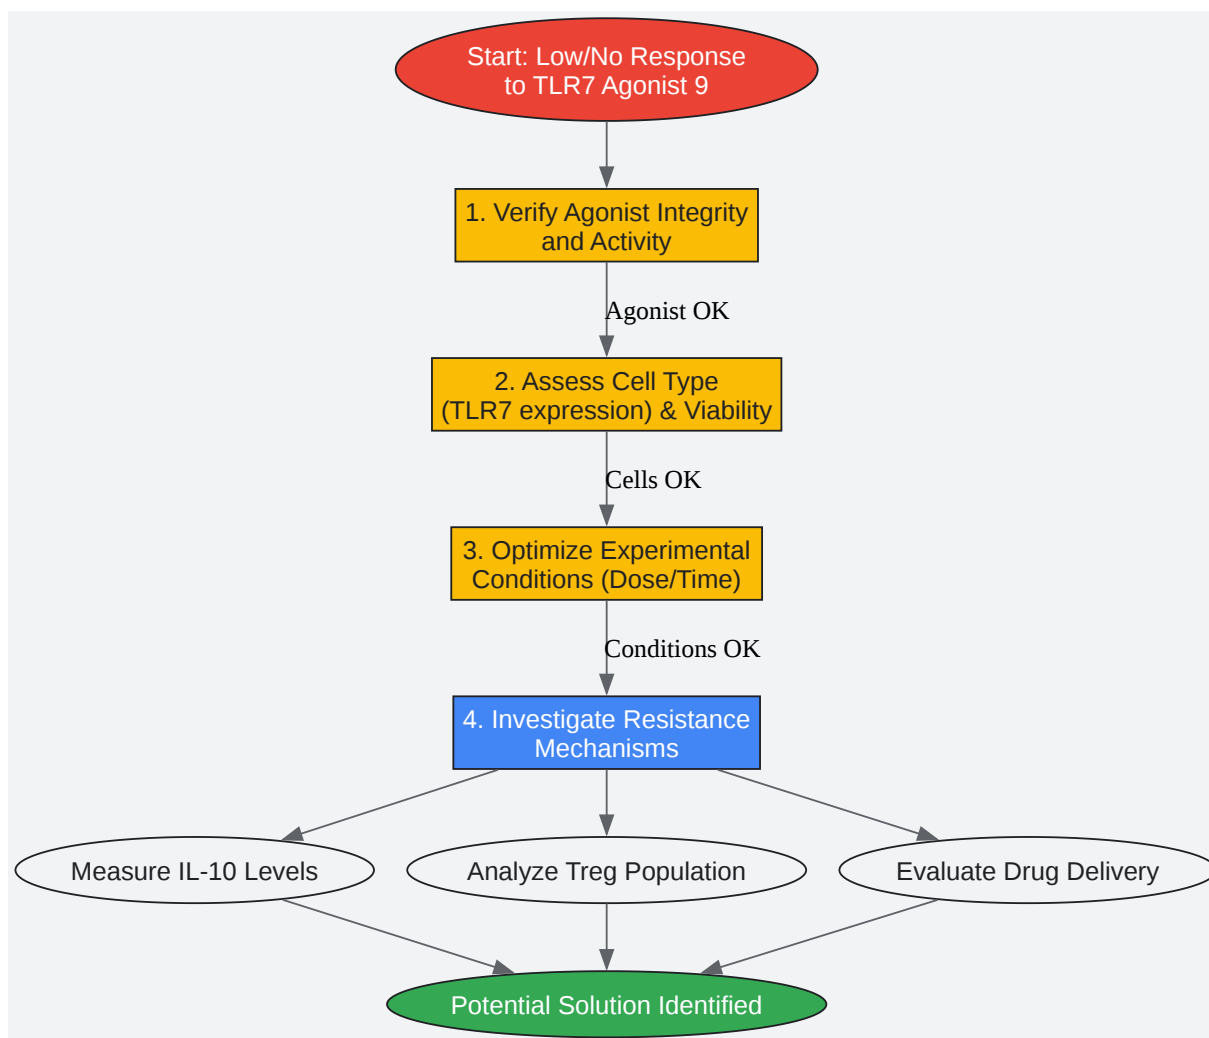 Start: Low/No Response
to TLR7 Agonist 9
1. Verify Agonist Integrity
and Activity
Agonist OK
2. Assess Cell Type
(TLR7 expression) & Viability
Cells OK
3. Optimize Experimental
Conditions (Dose/Time)
Conditions OK
4. Investigate Resistance
Mechanisms
Measure IL-10 Levels
Analyze Treg Population
Evaluate Drug Delivery
Potential Solution Identified